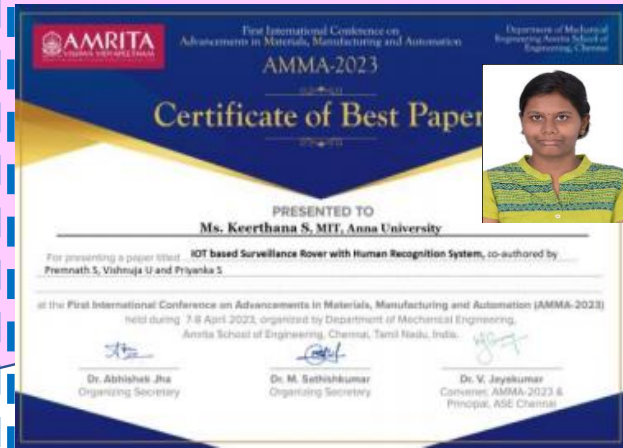 AMRITA
VISHWA VIDYAPEETHAM
First International Conference on
Advancements in Materials, Manufacturing and Automation
Department of Mechanical
Engineering Amrita School of
Engineering, Chennai
AMMA-2023
Certificate of Best Paper
PRESENTED TO
Ms. Keerthana S, MIT, Anna University
For presenting a paper titled IOT based Surveillance Rover with Human Recognition System, co-authored by
Premnath S, Vishnuja U and Priyanka S
at the First International Conference on Advancements in Materials, Manufacturing and Automation (AMMA-2023)
held during 7-8 April 2023, organized by Department of Mechanical Engineering,
Amrita School of Engineering, Chennai, Tamil Nadu, India.
Dr. Abhishek Jha
Organizing Secretary
Dr. M. Sathishkumar
Organizing Secretary
Dr. V. Jayakumar
Convener, AMMA-2023 &
Principal, ASE Chennai